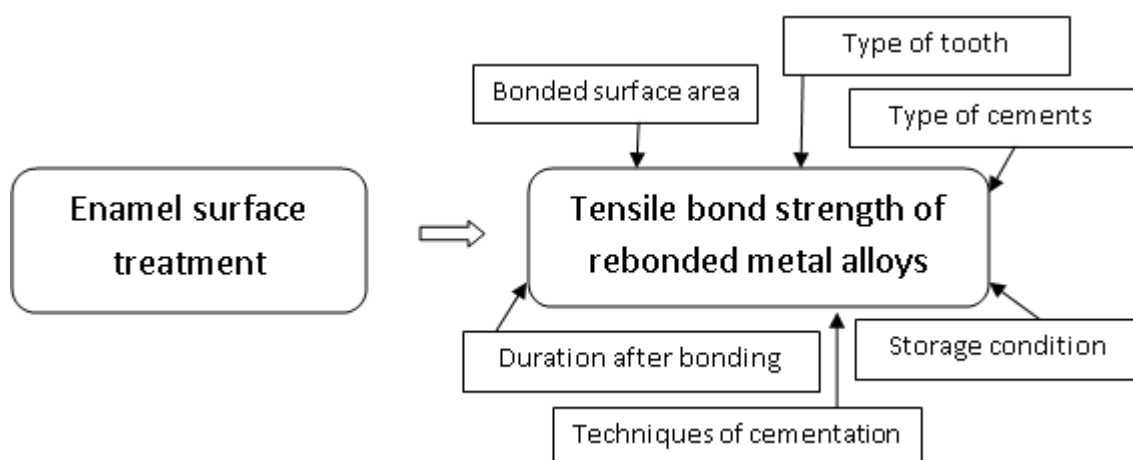 Type of tooth
Bonded surface area
Type of cements
Enamel surface
treatment
Tensile bond strength of
rebonded metal alloys
Duration after bonding
Storage condition
Techniques of cementation